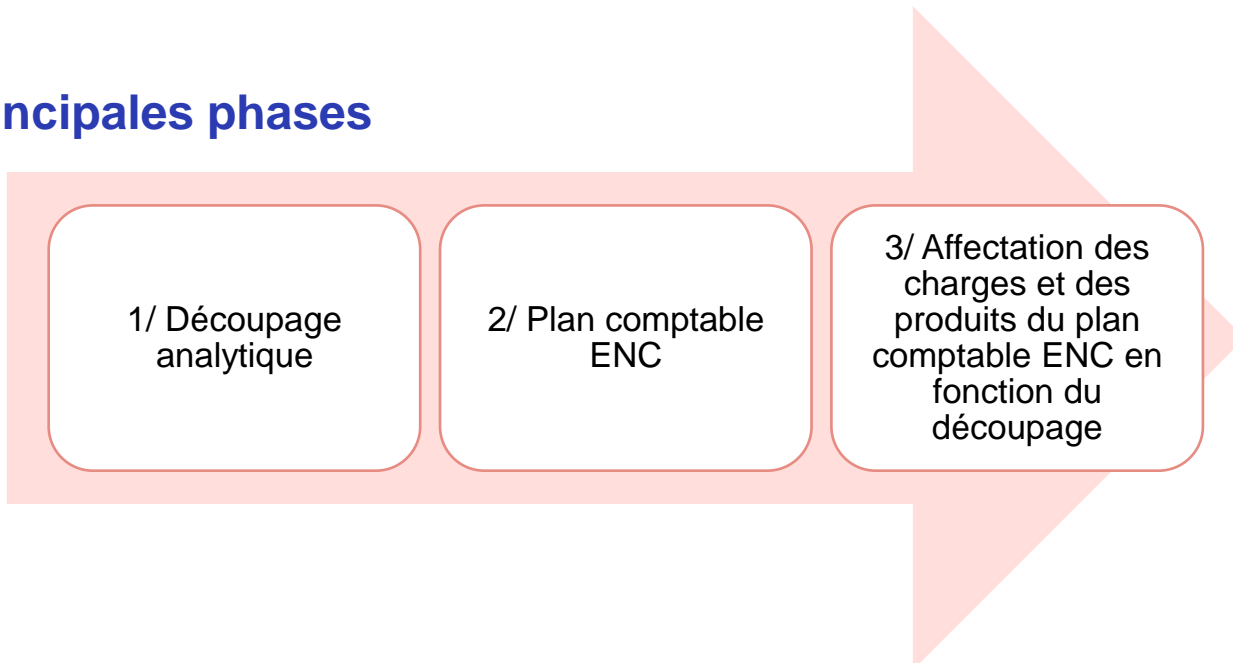 ncipales phases
1/ Découpage
analytique
2/ Plan comptable
ENC
3/ Affectation des
charges et des
produits du plan
comptable ENC en
fonction du
découpage